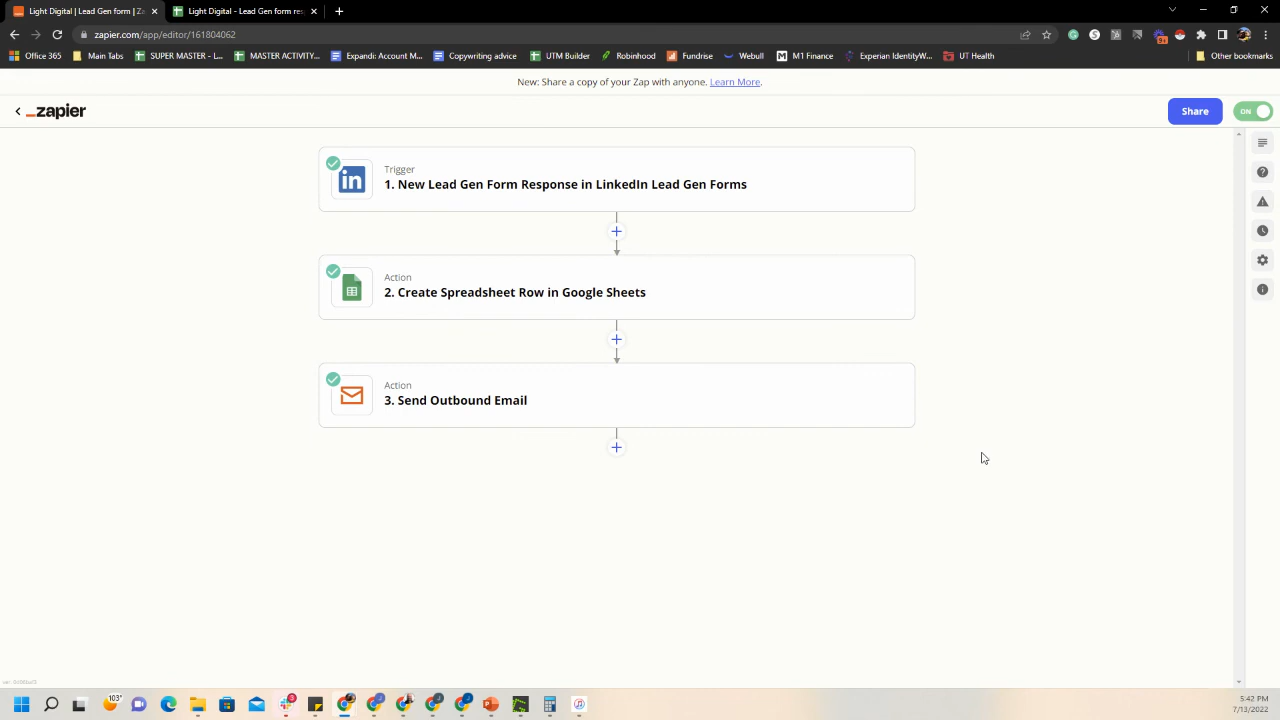 Light Digital | Lead Gen form | Z
Light Digital - Lead Gen form res
zapier.com/app/editor/161804062
Office 365
Main Tabs
SUPER MASTER - L...
MASTER ACTIVITY...
Expandi: Account M...
Copywriting advice
UTM Builder
Robinhood
Fundrise
Webull
M1 Finance
Experian IdentityW...
UT Health
Other bookmarks
New: Share a copy of your Zap with anyone. Learn More.
zapier
Share
ON
Trigger
1. New Lead Gen Form Response in LinkedIn Lead Gen Forms
Action
2. Create Spreadsheet Row in Google Sheets
Action
3. Send Outbound Email
103°
5:42 PM
7/13/2022